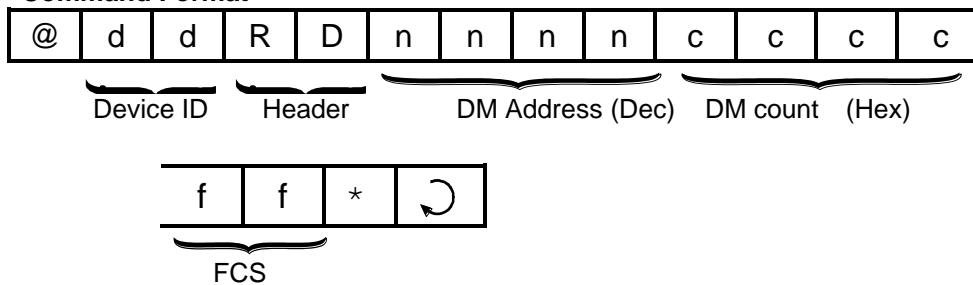 @ d d R D n n n n c c c c
Device ID Header DM Address (Dec) DM count (Hex)
f f *
FCS